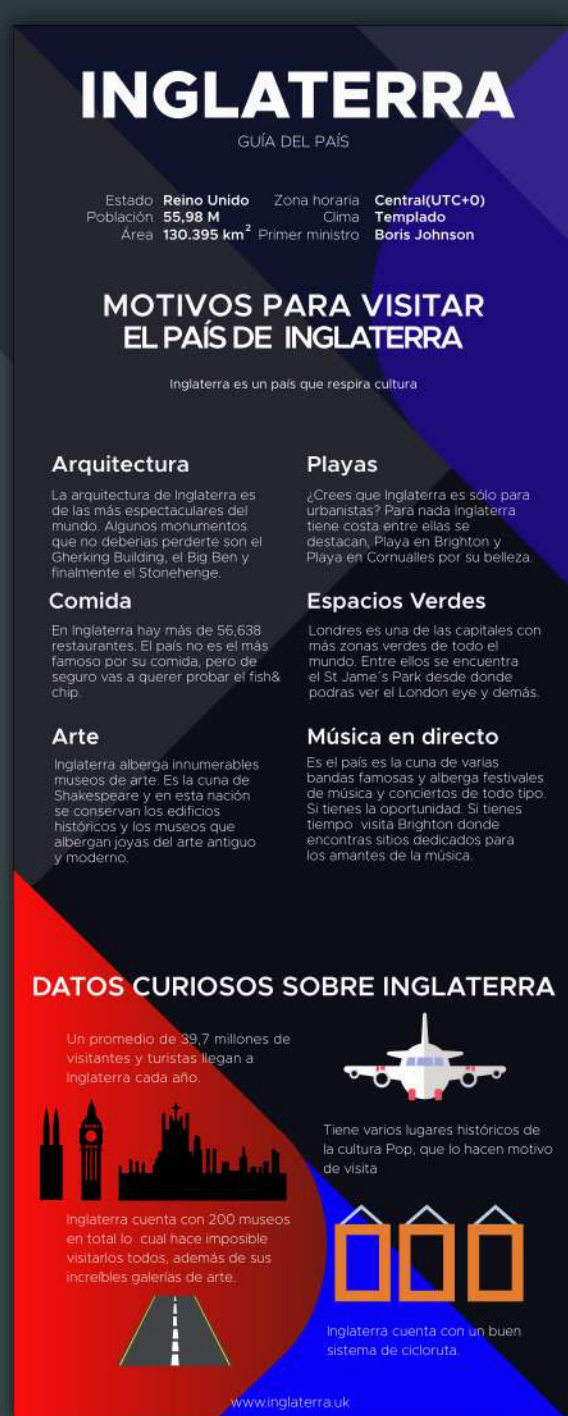 INGLATERRA
GUÍA DEL PAÍS
Estado Reino Unido Zona horaria Central(UTC+0)
Población 55,98 M Clima Templado
Área 130.395 km² Primer ministro Boris Johnson
MOTIVOS PARA VISITAR
EL PAÍS DE INGLATERRA
Inglaterra es un país que respira cultura
Arquitectura
La arquitectura de Inglaterra es
de las más espectaculares del
mundo. Algunos monumentos
que no deberias perderte son el
Gherking Building, el Big Ben y
finalmente el Stonehenge.
Playas
¿Crees que Inglaterra es sólo para
urbanistas? Para nada Inglaterra
tiene costa entre ellas se
destacan, Playa en Brighton y
Playa en Cornualles por su belleza.
Comida
En Inglaterra hay más de 56,638
restaurantes. El país no es el más
famoso por su comida, pero de
seguro vas a querer probar el fish&
chip.
Espacios Verdes
Londres es una de las capitales con
más zonas verdes de todo el
mundo. Entre ellos se encuentra
el St Jame´s Park desde donde
podras ver el London eye y demás.
Arte
Inglaterra alberga innumerables
museos de arte. Es la cuna de
Shakespeare y en esta nación
se conservan los edificios
históricos y los museos que
albergan joyas del arte antiguo
y moderno.
Música en directo
Es el país es la cuna de varias
bandas famosas y alberga festivales
de música y conciertos de todo tipo.
Si tienes la oportunidad. Si tienes
tiempo visita Brighton donde
encontras sitios dedicados para
los amantes de la música.
DATOS CURIOSOS SOBRE INGLATERRA
Un promedio de 39,7 millones de
visitantes y turistas llegan a
Inglaterra cada año.
Tiene varios lugares históricos de
la cultura Pop, que lo hacen motivo
de visita
Inglaterra cuenta con 200 museos
en total lo cual hace imposible
visitarlos todos, además de sus
increíbles galerías de arte.
Inglaterra cuenta con un buen
sistema de cicloruta.
www.inglaterra.uk